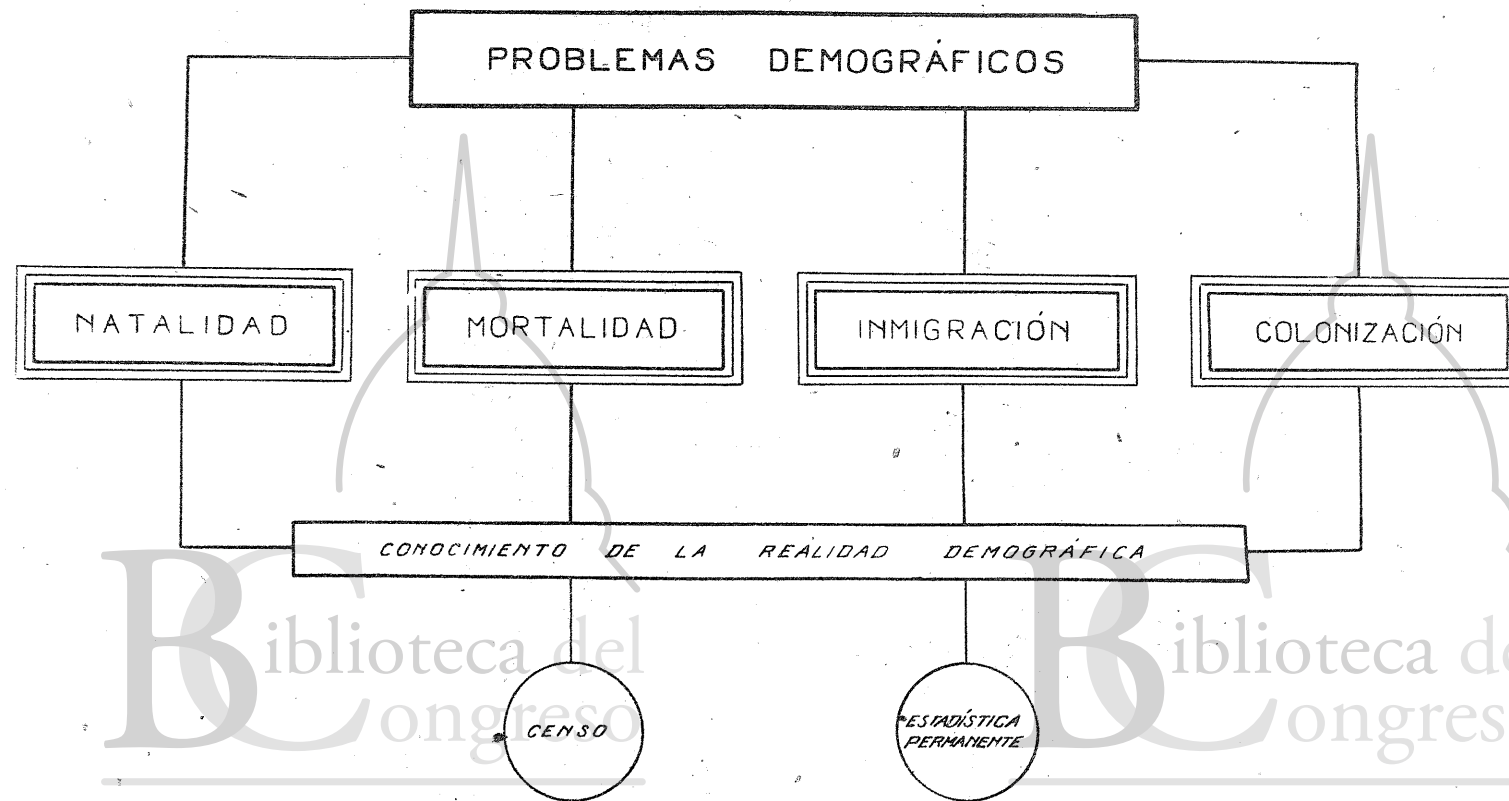 PROBLEMAS DEMOGRÁFICOS
NATALIDAD
MORTALIDAD
INMIGRACIÓN
COLONIZACIÓN
CONOCIMIENTO DE LA REALIDAD DEMOGRÁFICA
CENSO
ESTADÍSTICA
PERMANENTE
Biblioteca del
Congreso
Biblioteca de
Congres